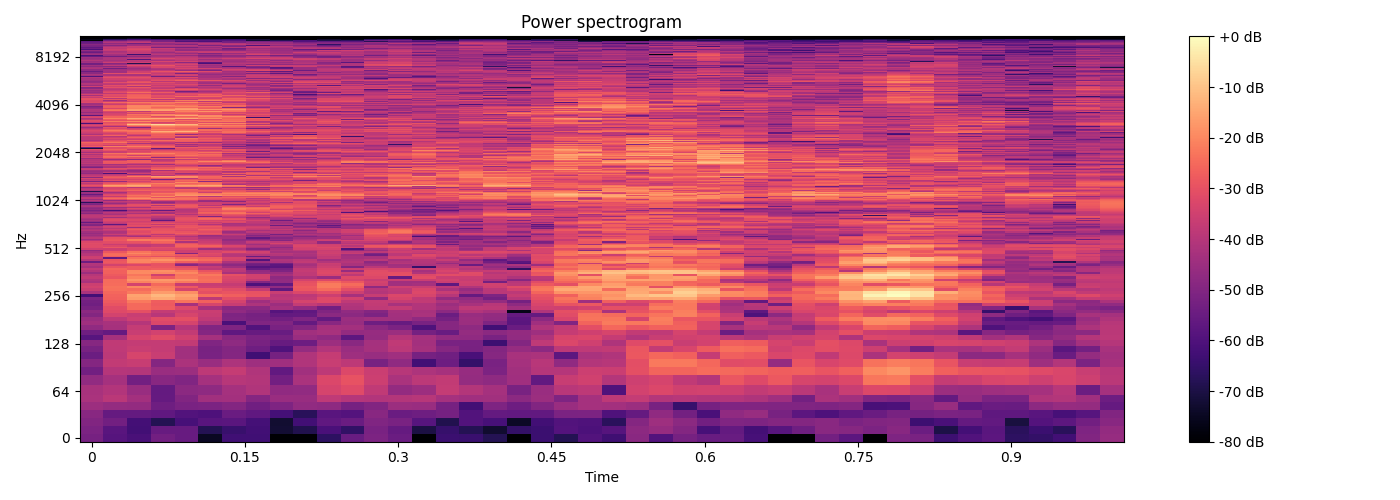 Power spectrogram
Hz
8192
4096
2048
1024
512
256
128
64
0
0 0.15 0.3 0.45 0.6 0.75 0.9
Time
+0 dB
-10 dB
-20 dB
-30 dB
-40 dB
-50 dB
-60 dB
-70 dB
-80 dB